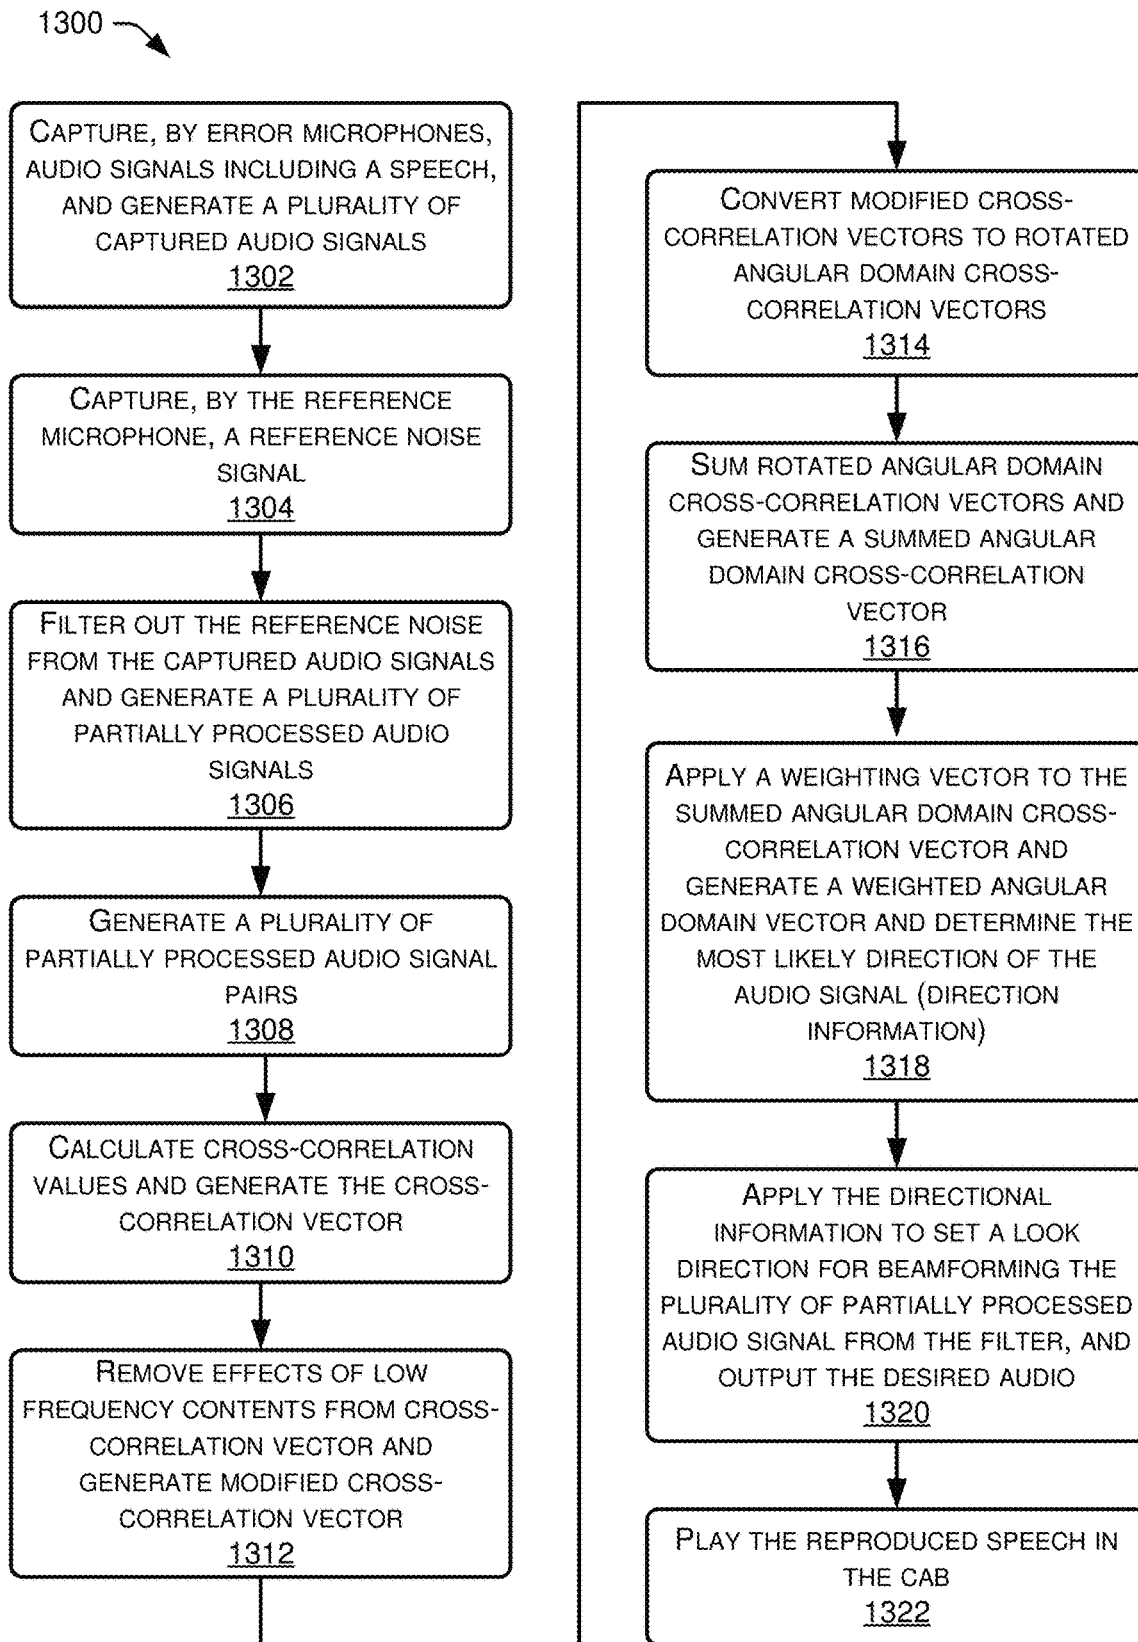 1300
CAPTURE, BY ERROR MICROPHONES,
AUDIO SIGNALS INCLUDING A SPEECH,
AND GENERATE A PLURALITY OF
CAPTURED AUDIO SIGNALS
1302
CAPTURE, BY THE REFERENCE
MICROPHONE, A REFERENCE NOISE
SIGNAL
1304
FILTER OUT THE REFERENCE NOISE
FROM THE CAPTURED AUDIO SIGNALS
AND GENERATE A PLURALITY OF
PARTIALLY PROCESSED AUDIO
SIGNALS
1306
GENERATE A PLURALITY OF
PARTIALLY PROCESSED AUDIO SIGNAL
PAIRS
1308
CALCULATE CROSS-CORRELATION
VALUES AND GENERATE THE CROSS-
CORRELATION VECTOR
1310
REMOVE EFFECTS OF LOW
FREQUENCY CONTENTS FROM CROSS-
CORRELATION VECTOR AND
GENERATE MODIFIED CROSS-
CORRELATION VECTOR
1312
CONVERT MODIFIED CROSS-
CORRELATION VECTORS TO ROTATED
ANGULAR DOMAIN CROSS-
CORRELATION VECTORS
1314
SUM ROTATED ANGULAR DOMAIN
CROSS-CORRELATION VECTORS AND
GENERATE A SUMMED ANGULAR
DOMAIN CROSS-CORRELATION
VECTOR
1316
APPLY A WEIGHTING VECTOR TO THE
SUMMED ANGULAR DOMAIN CROSS-
CORRELATION VECTOR AND
GENERATE A WEIGHTED ANGULAR
DOMAIN VECTOR AND DETERMINE THE
MOST LIKELY DIRECTION OF THE
AUDIO SIGNAL (DIRECTION
INFORMATION)
1318
APPLY THE DIRECTIONAL
INFORMATION TO SET A LOOK
DIRECTION FOR BEAMFORMING THE
PLURALITY OF PARTIALLY PROCESSED
AUDIO SIGNAL FROM THE FILTER, AND
OUTPUT THE DESIRED AUDIO
1320
PLAY THE REPRODUCED SPEECH IN
THE CAB
1322